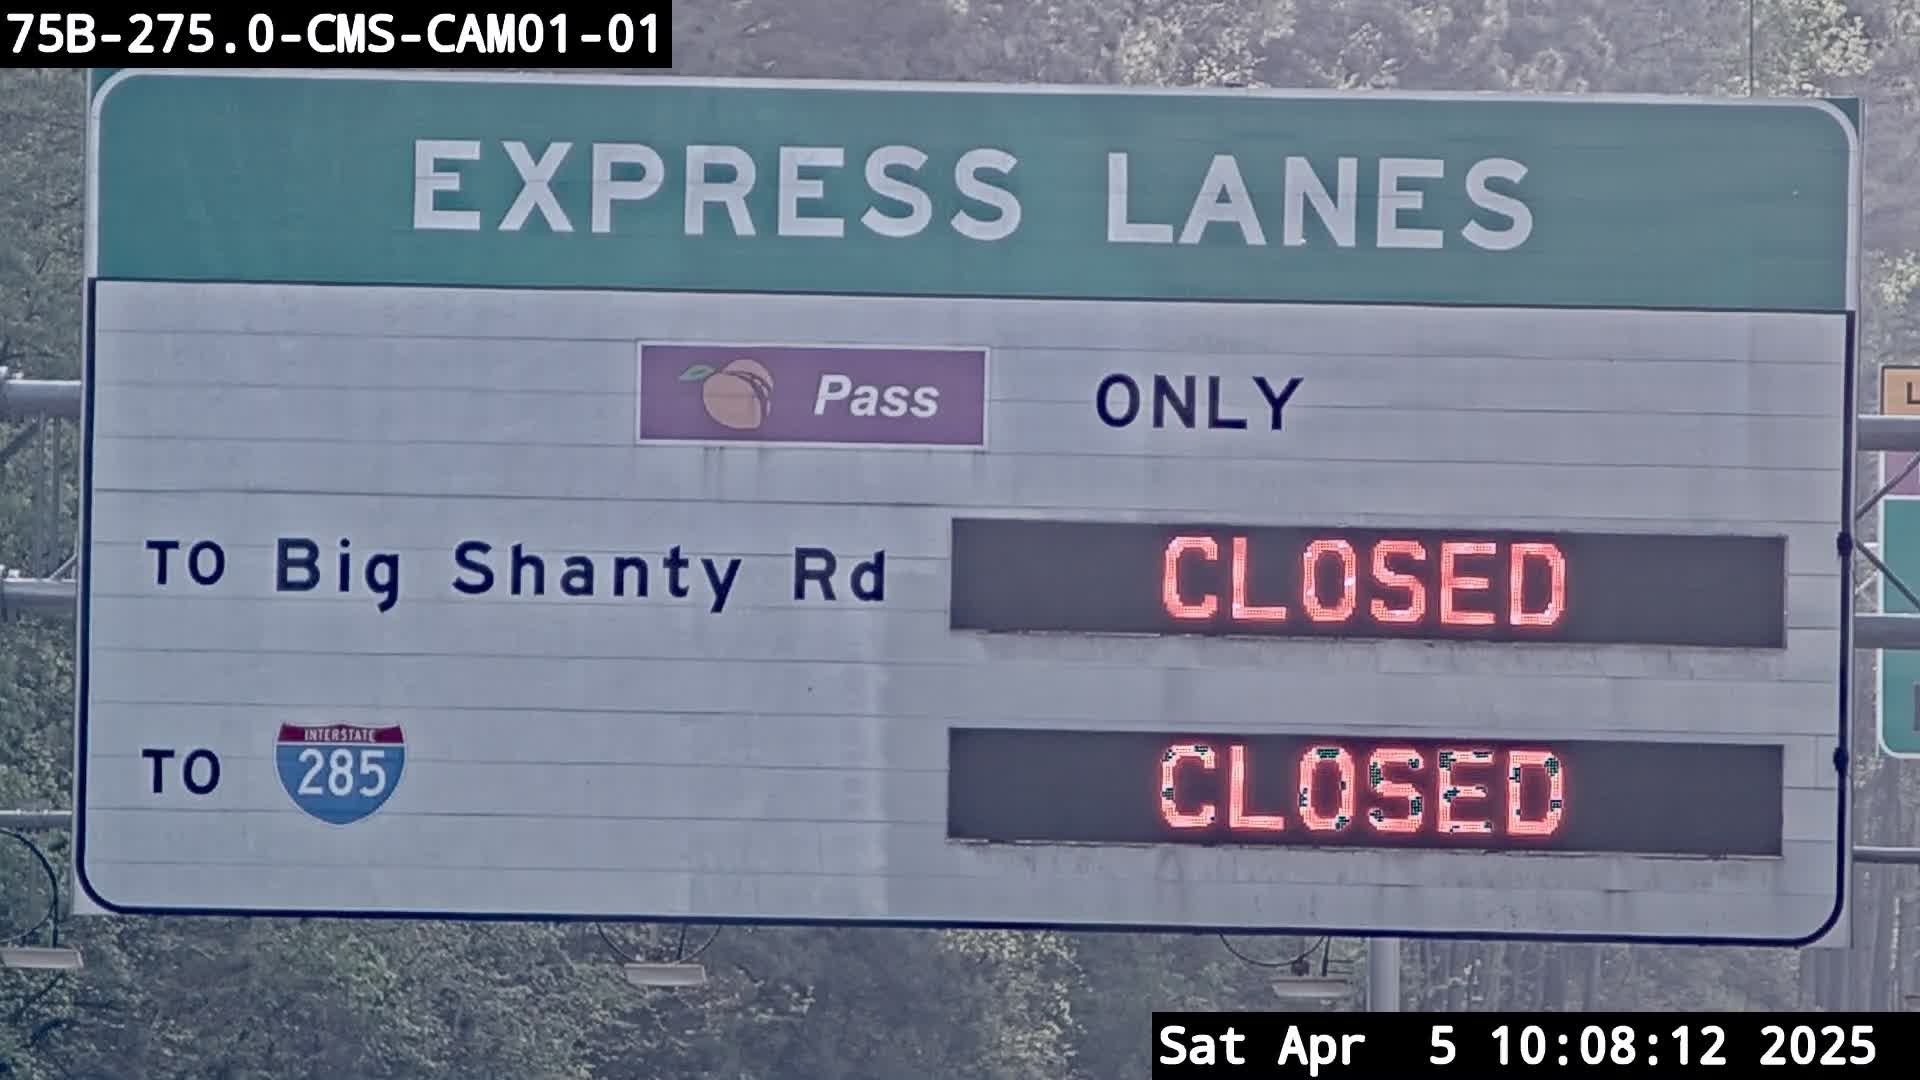 75B-275.0-CMS-CAM01-01
EXPRESS LANES
Pass ONLY
TO Big Shanty Rd CLOSED
TO INTERSTATE 285 CLOSED
Sat Apr 5 10:08:12 2025